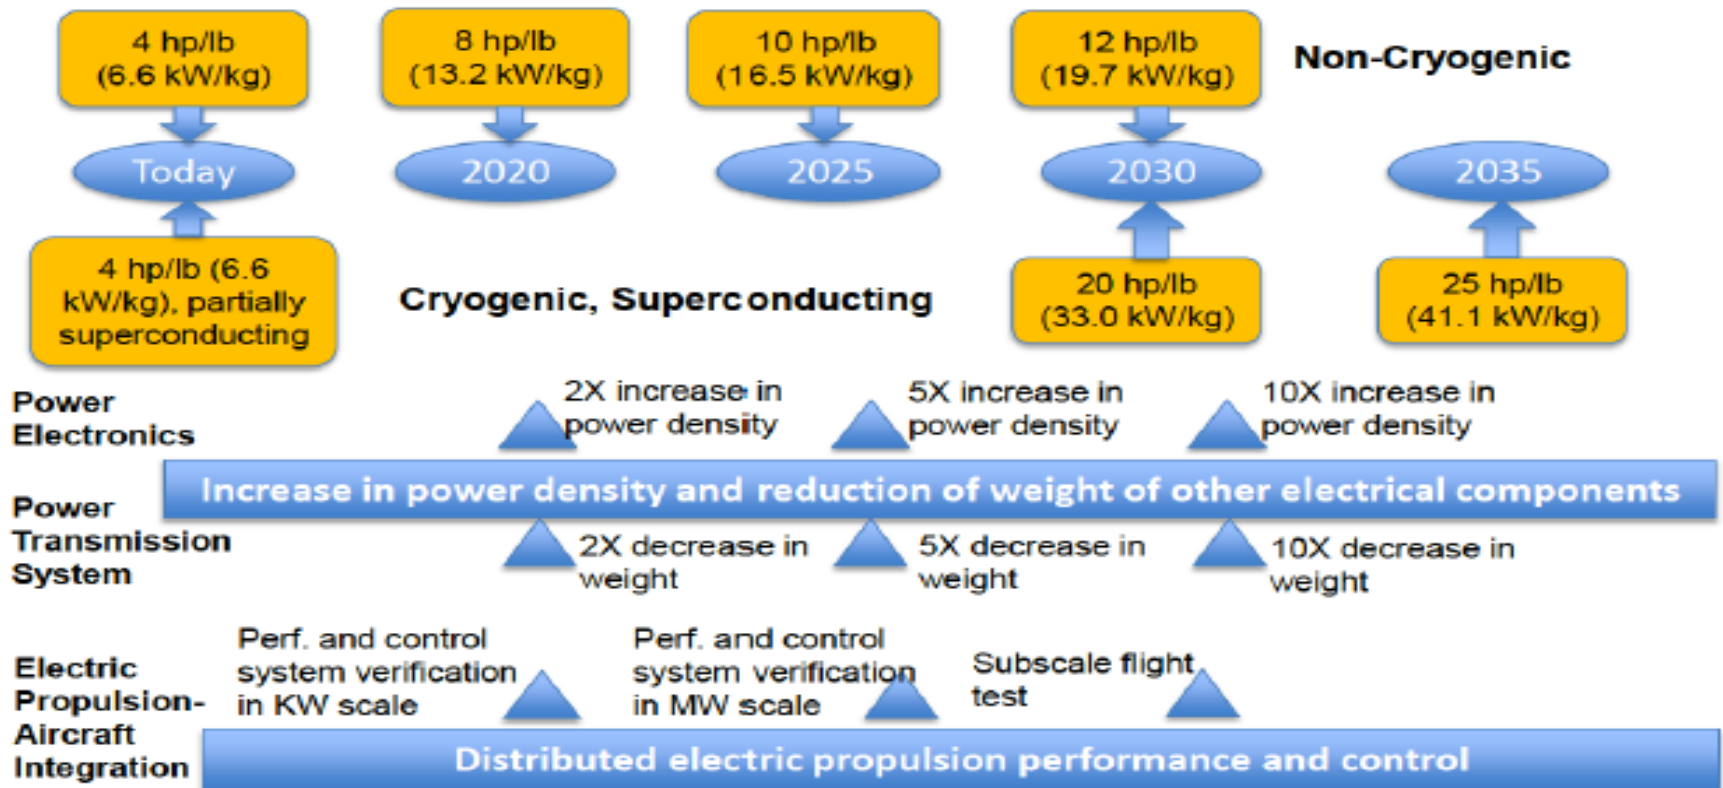 4 hp/lb
(6.6 kW/kg)
8 hp/lb
(13.2 kW/kg)
10 hp/lb
(16.5 kW/kg)
12 hp/lb
(19.7 kW/kg)
Non-Cryogenic
Today
2020
2025
2030
2035
4 hp/lb (6.6
kW/kg), partially
superconducting
Cryogenic, Superconducting
20 hp/lb
(33.0 kW/kg)
25 hp/lb
(41.1 kW/kg)
Power
Electronics
2X increase in
power density
5X increase in
power density
10X increase in
power density
Increase in power density and reduction of weight of other electrical components
Power
Transmission
System
2X decrease in
weight
5X decrease in
weight
10X decrease in
weight
Electric
Propulsion-
Aircraft
Integration
Perf. and control
system verification
in KW scale
Perf. and control
system verification
in MW scale
Subscale flight
test
Distributed electric propulsion performance and control